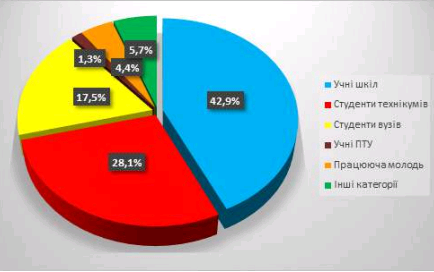 5,7%
1,3%
4,4%
17,5%
42,9%
28,1%
Учні шкіл
Студенти технікумів
Студенти вузів
Учні ПТУ
Працююча молодь
Інші категорії